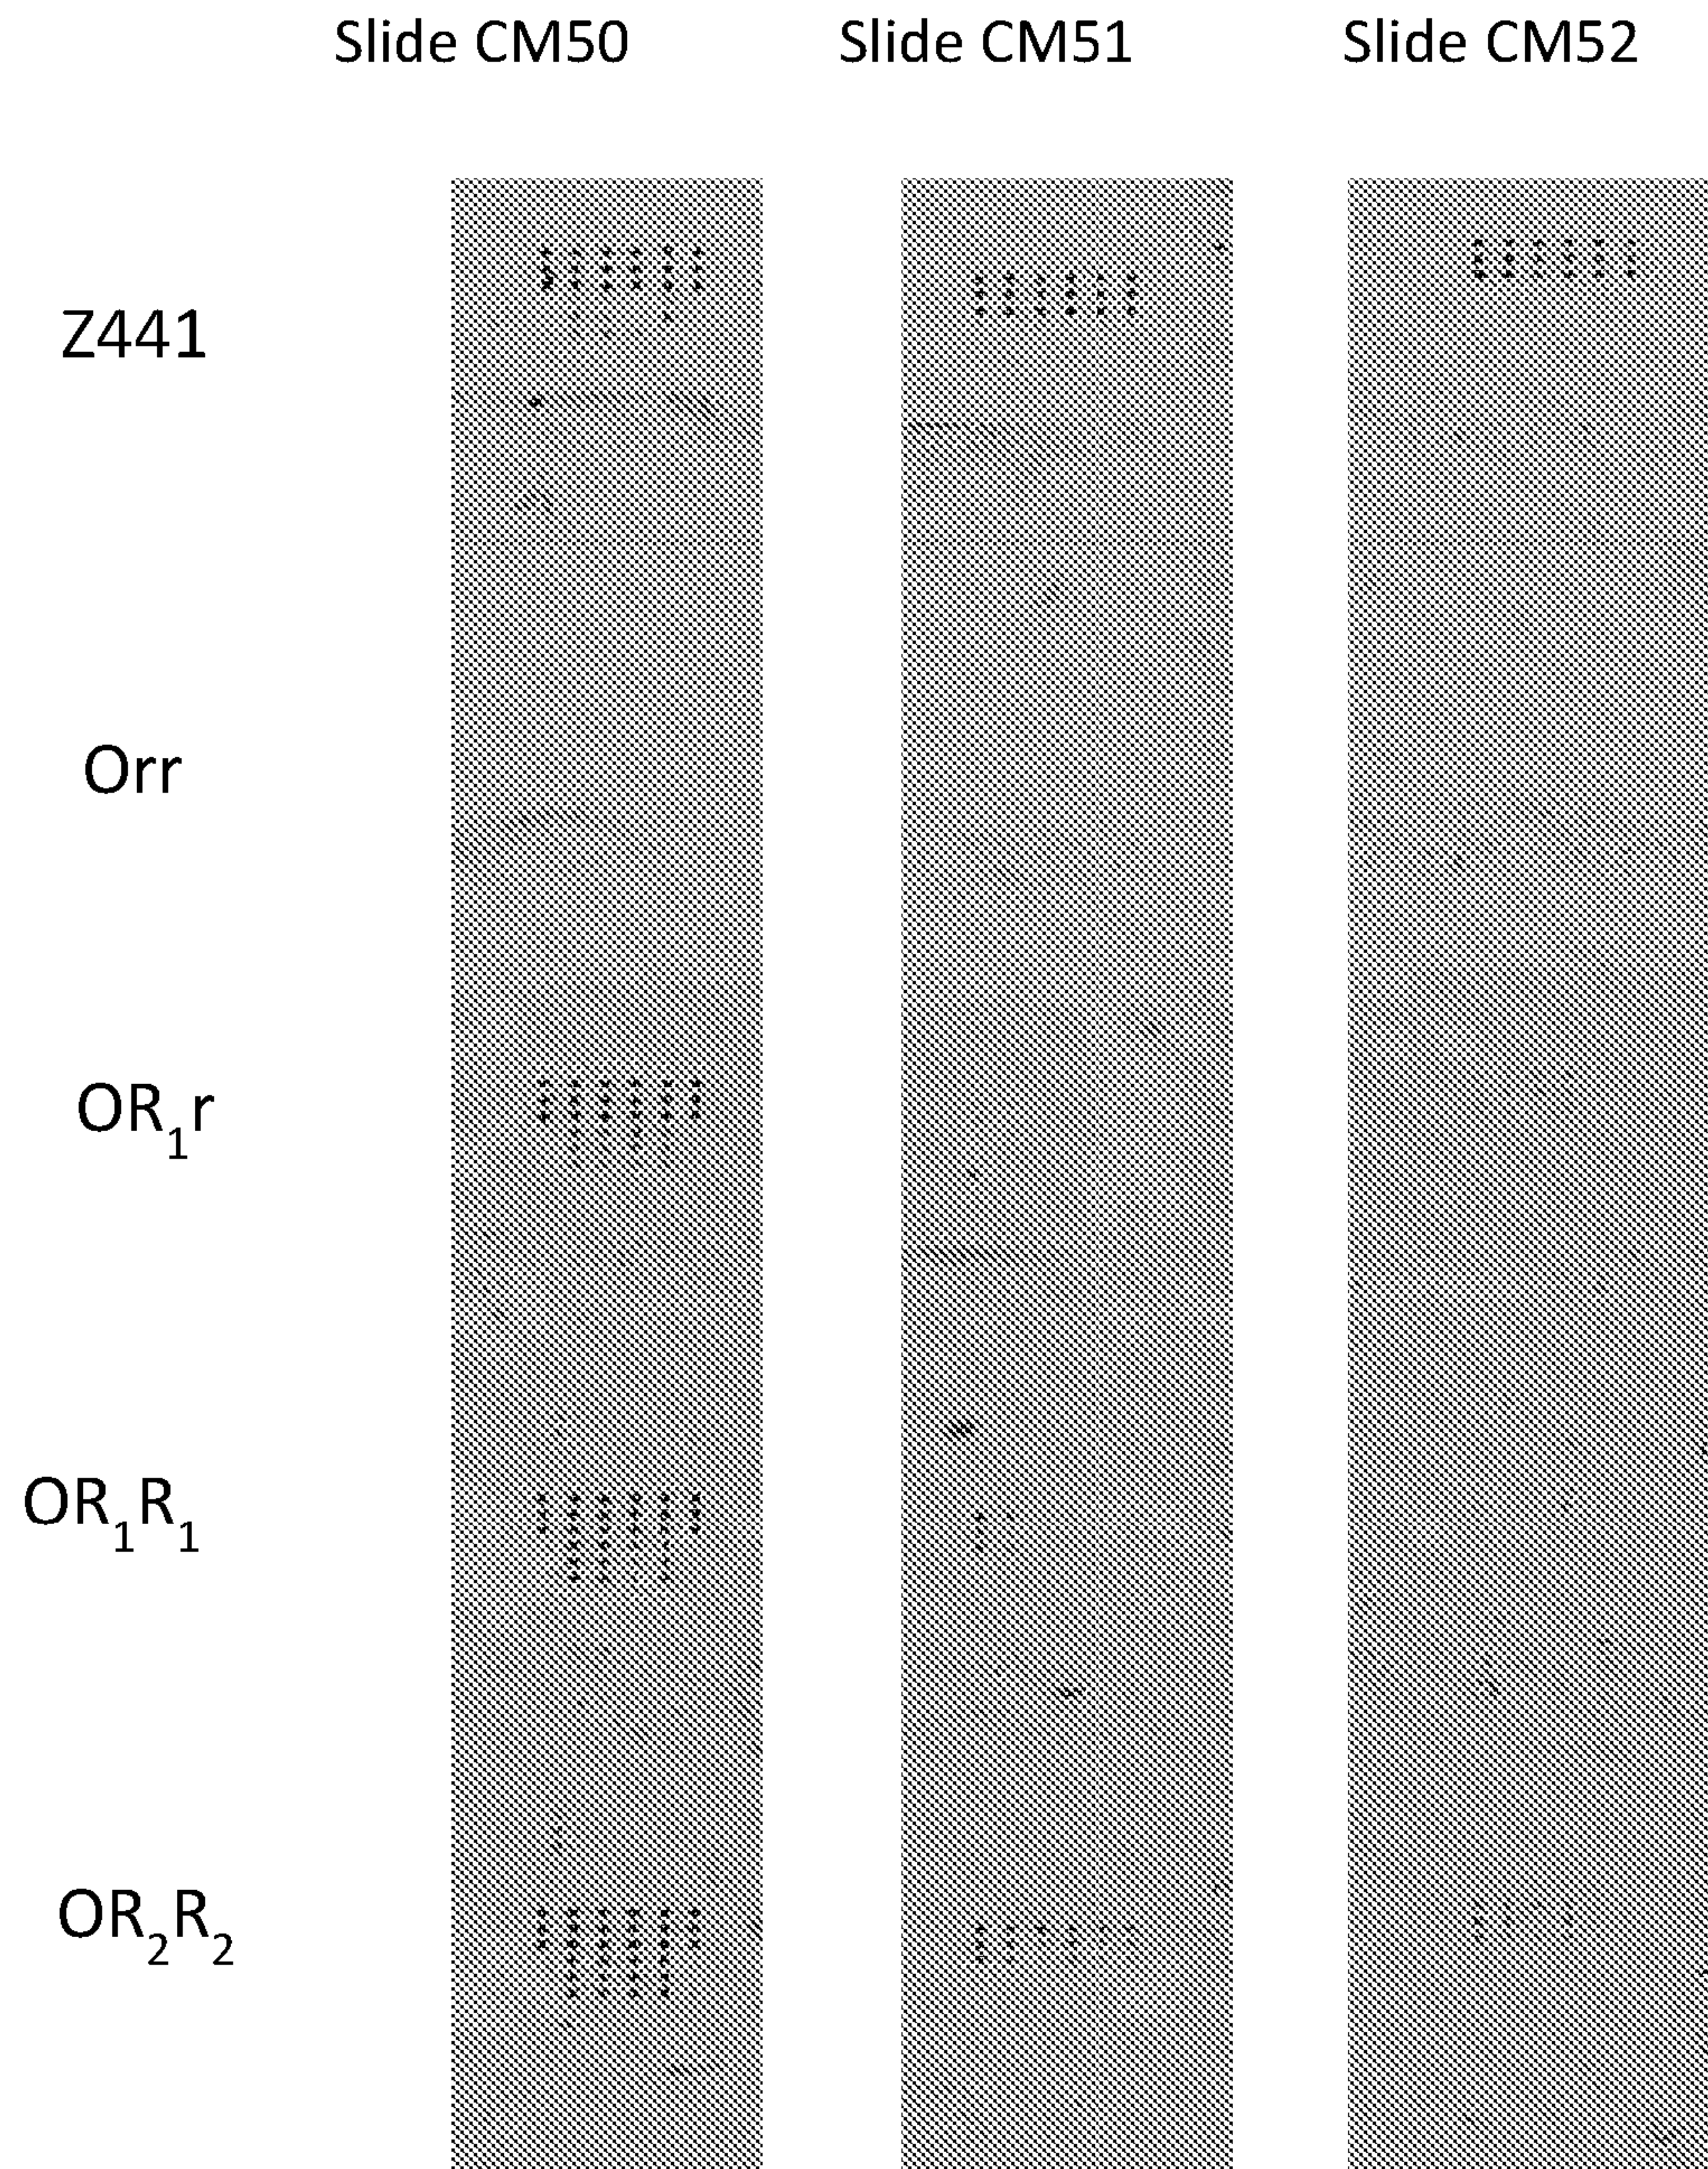 Slide CM50 Slide CM51 Slide CM52
Z441
Orr
OR₁r
OR₁R₁
OR₂R₂